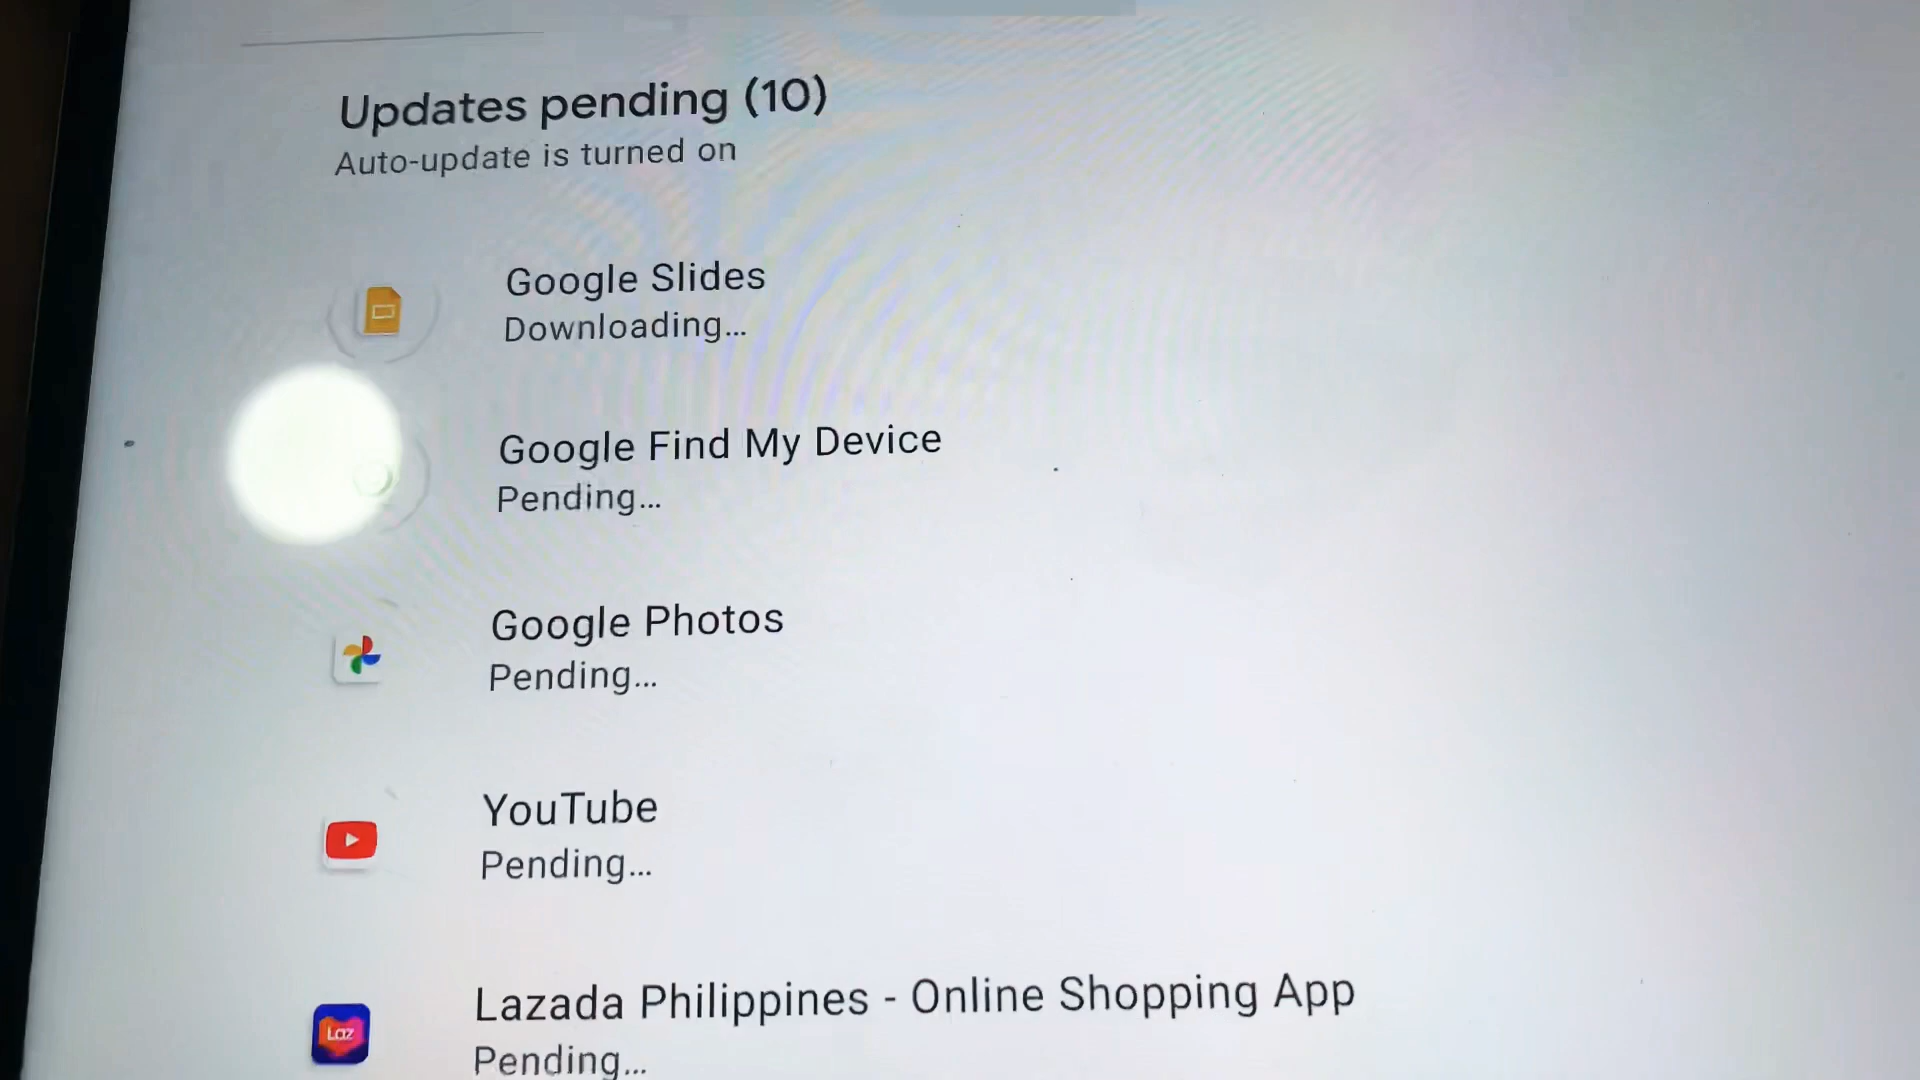 Updates pending (10)
Auto-update is turned on
Google Slides
Downloading...
Google Find My Device
Pending...
Google Photos
Pending...
YouTube
Pending...
Lazada Philippines - Online Shopping App
Laz
Pending...